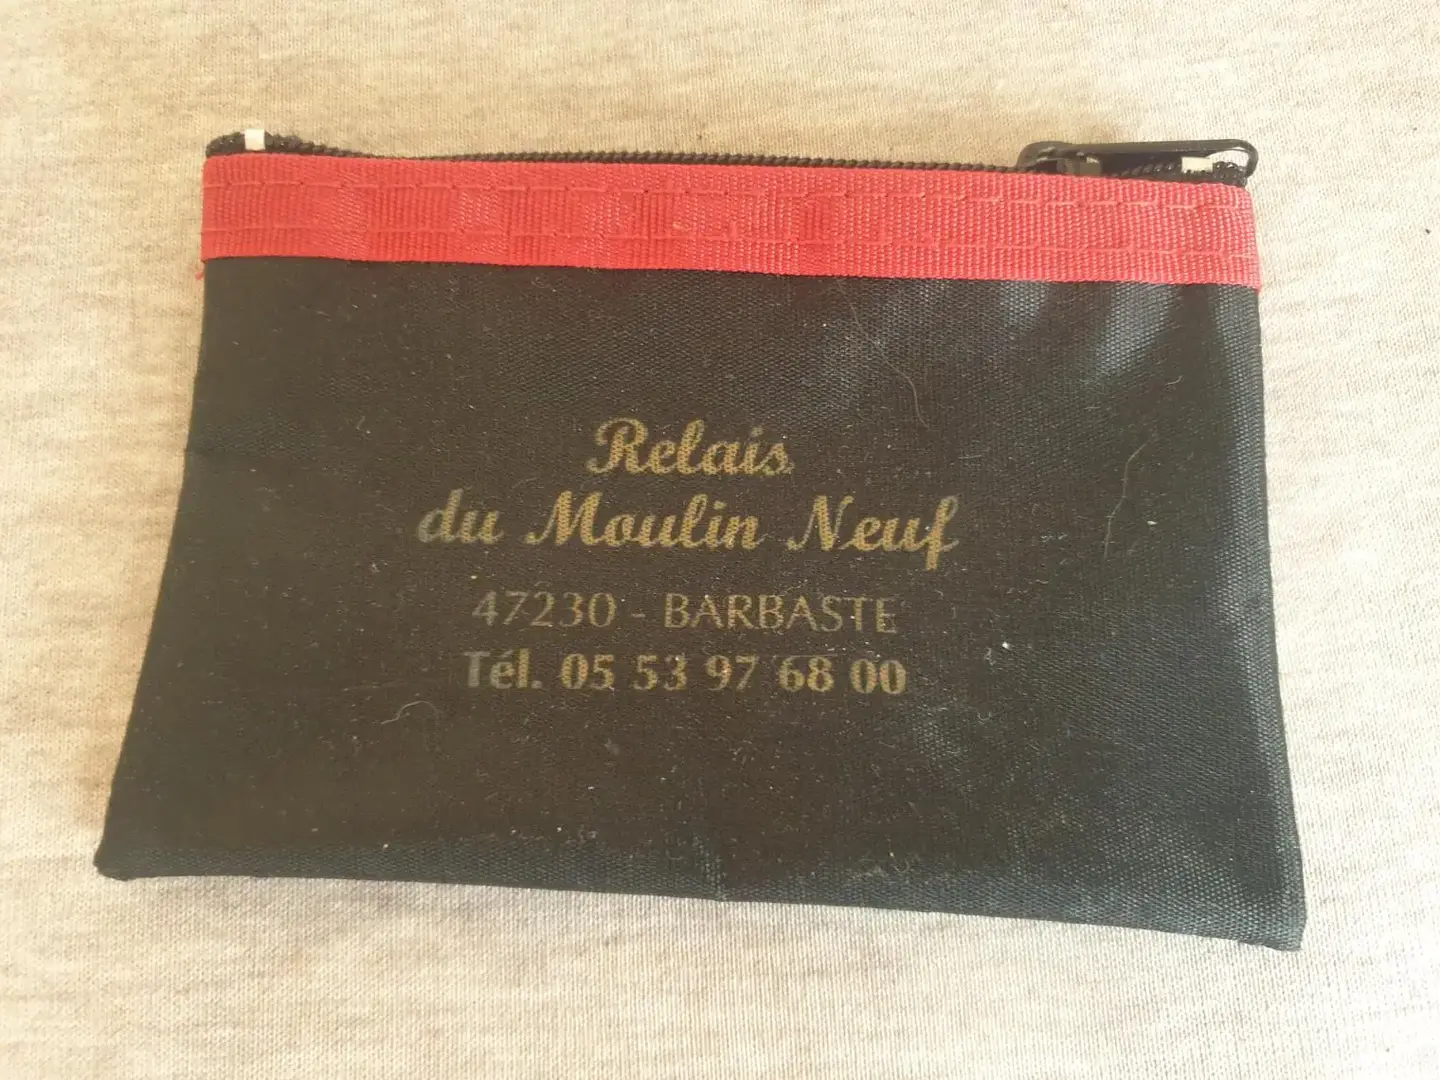 Relais
du Moulin Neuf
47230 - BARBASTE
Tél. 05 53 97 68 00